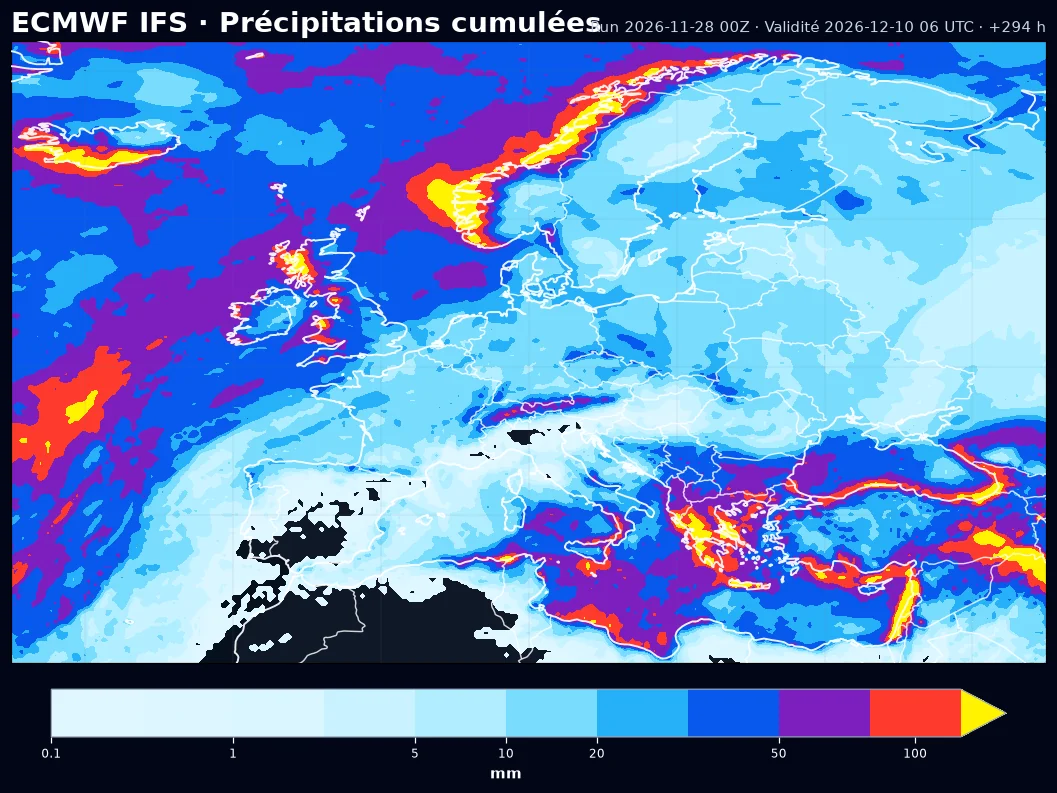 ECMWF IFS · Précipitations cumulées
Run 2026-11-28 00Z · Validité 2026-12-10 06 UTC · +294 h
0.1 1 5 10 20 50 100
mm